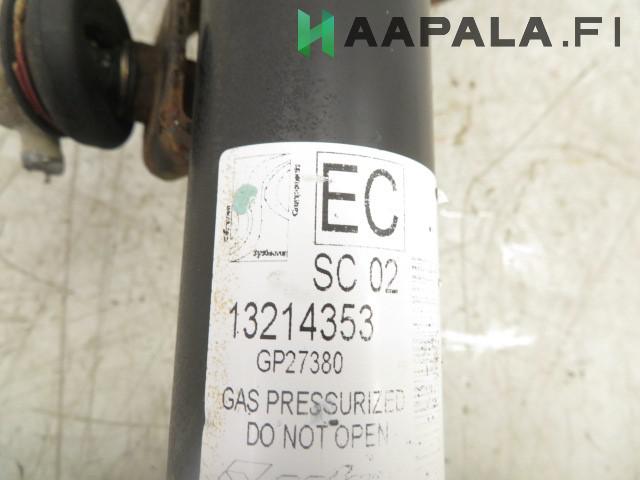 HAAPALA.FI
EC
SC 02
13214353
GP27380
GAS PRESSURIZED
DO NOT OPEN